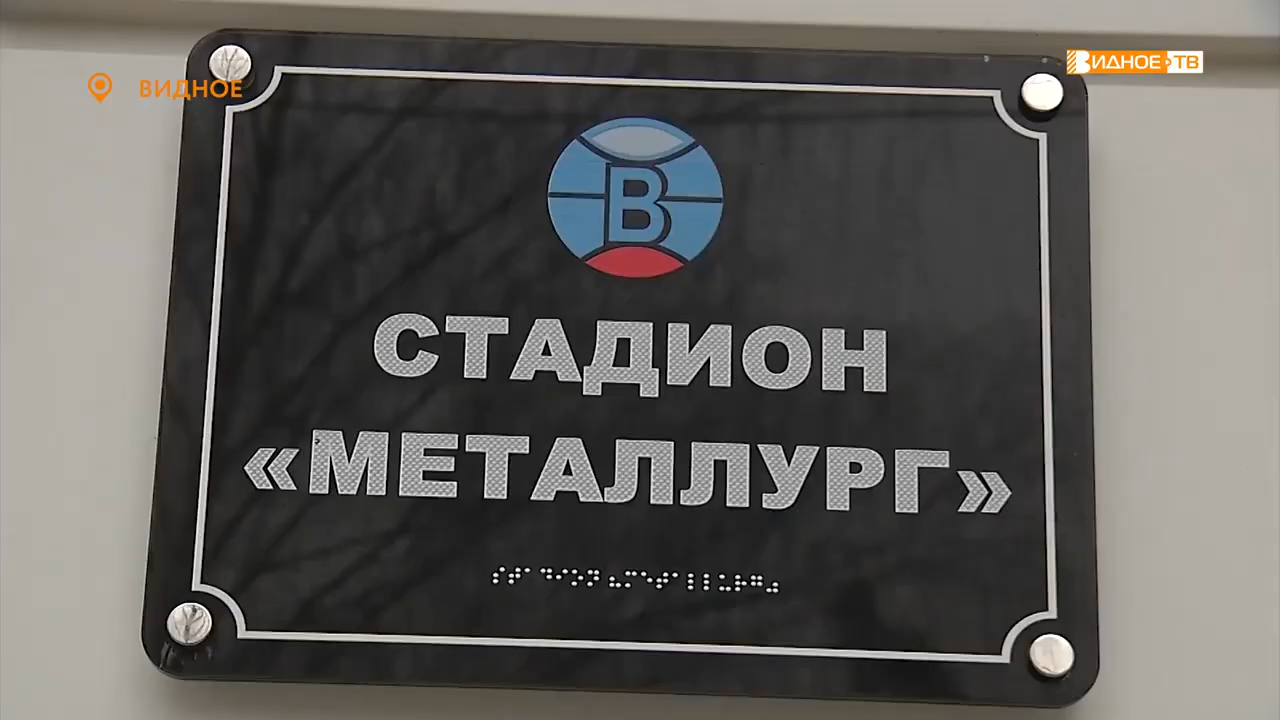 ВИДНОЕ
ВИДНОЕ ТВ
В
СТАДИОН
«МЕТАЛЛУРГ»
⠎⠞⠁⠙⠊⠕⠝ ⠦⠍⠑⠞⠁⠇⠇⠥⠗⠛⠴